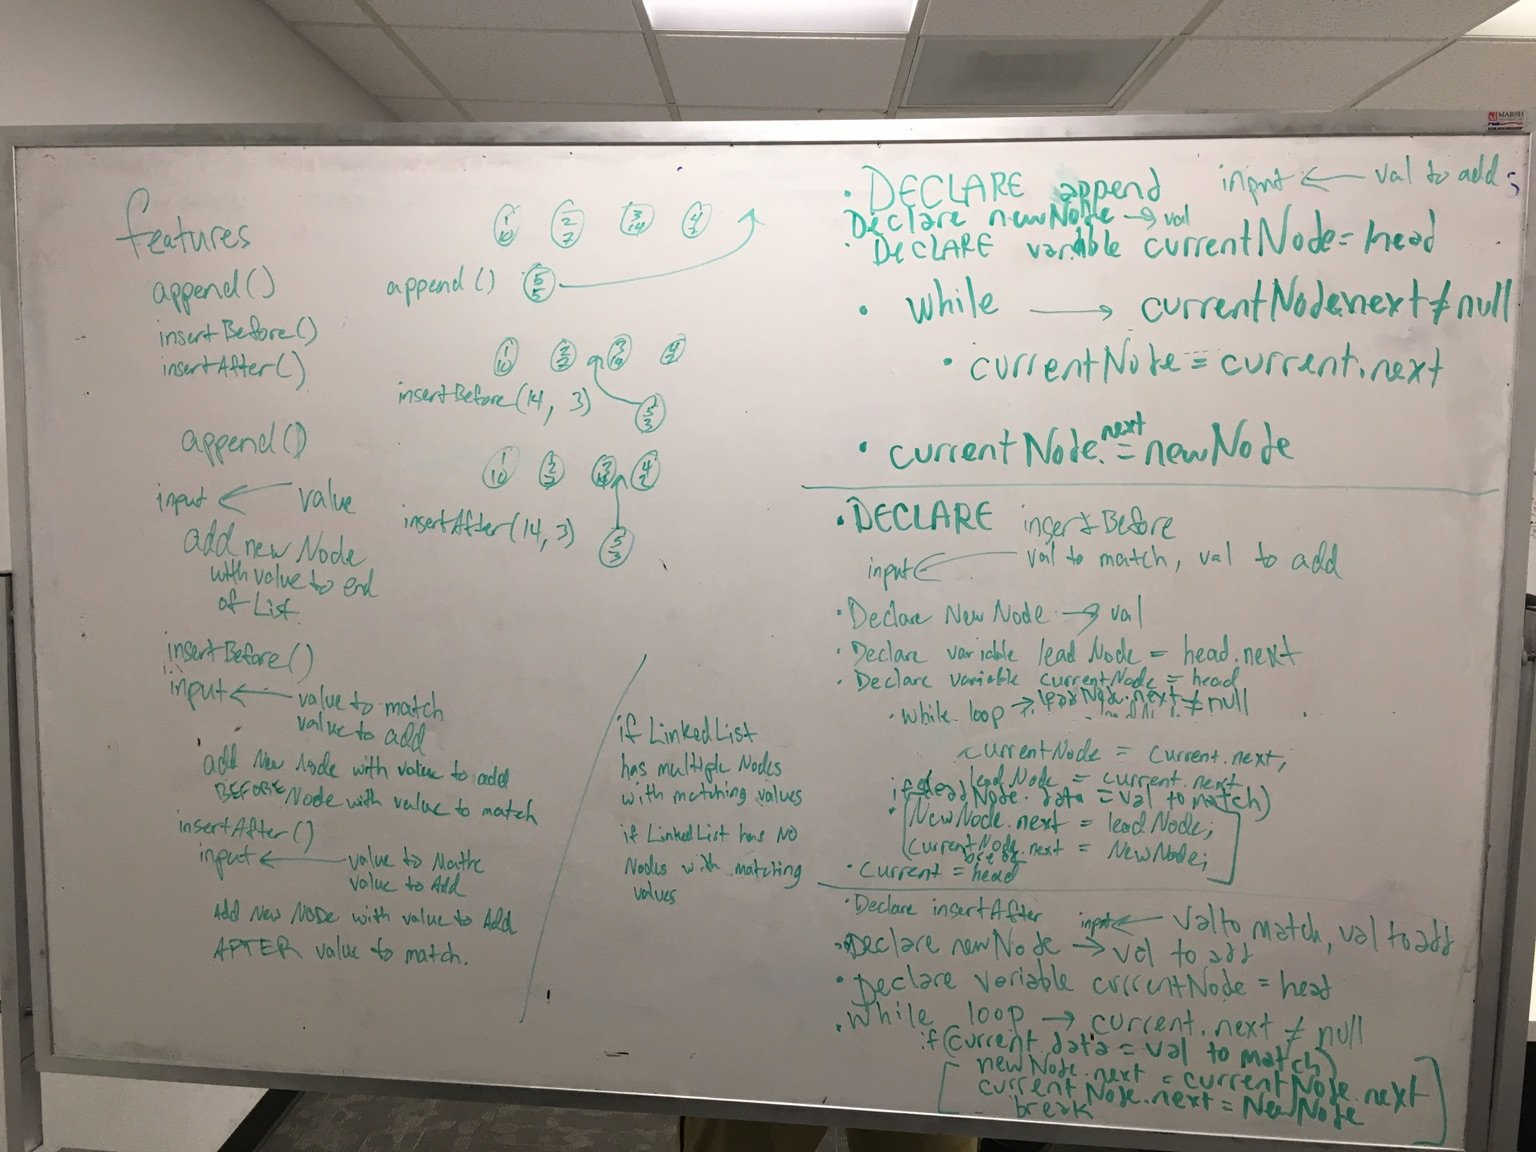 features
append()
insertBefore()
insertAfter()
append()
input ← value
add new Node
with value to end
of List
insertBefore()
input ← value to match
value to add
add New Node with value to add
BEFORE Node with value to match
insertAfter()
input ← value to Matc
value to Add
Add New NODE with value to Add
AFTER value to match.
1 10 2 7 3 14 4 2
append() 5 5
1 10 2 2 3 14 4 2
insertBefore(14, 3) 5 3
1 10 2 3 14 4 2
insertAfter(14, 3) 5 3
if LinkedList
has multiple Nodes
with matching values
if LinkedList has NO
Nodes with matching
values
MARSH
• DECLARE append input ← val to add;
Declare newNode → val
• DECLARE variable currentNode = head
• while → currentNode.next ≠ null
• currentNode = current.next
• currentNode.next = newNode
• DECLARE insertBefore
input ← val to match, val to add
• Declare New Node → val
• Declare variable lead Node = head.next
• Declare variable currentNode = head
• while loop → leadNode.next ≠ null
currentNode = current.next;
leadNode = current.next
if (leadNode.data = val to match)
• [NewNode.next = leadNode;
currentNode.next = NewNode;]
break
• Current = head
• Declare insertAfter input ← Val to match, val to add
• Declare newNode → val to add
• Declare variable currentNode = head
• While loop → current.next ≠ null
if (current.data = val to match)
[newNode.next = currentNode.next
currentNode.next = NewNode
break]